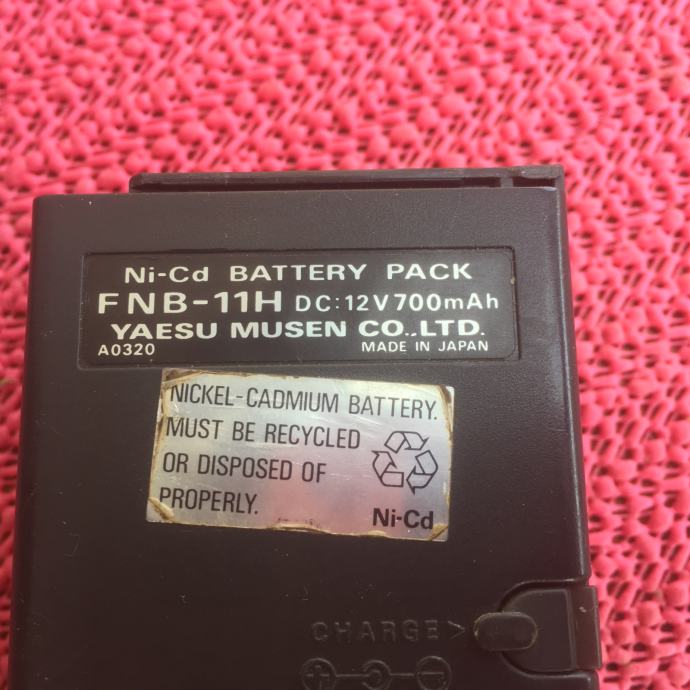 Ni-Cd BATTERY PACK
FNB-11H DC:12V700mAh
YAESU MUSEN CO.,LTD.
A0320 MADE IN JAPAN
NICKEL-CADMIUM BATTERY.
MUST BE RECYCLED
OR DISPOSED OF
PROPERLY.
Ni-Cd
CHARGE>
+ C -